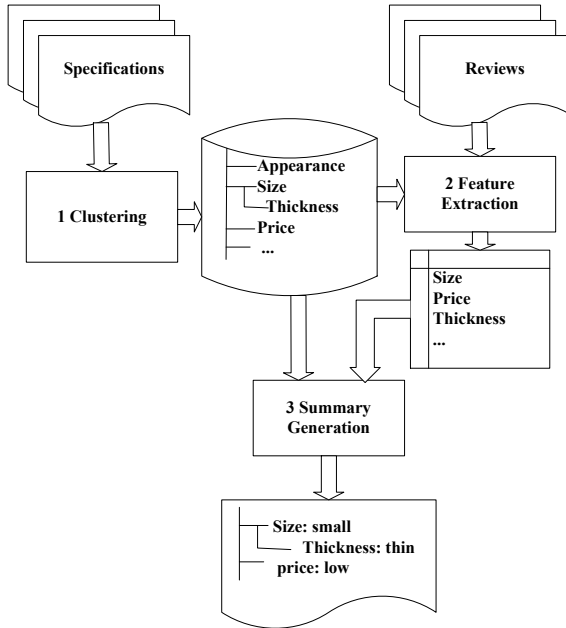 Specifications
Reviews
1 Clustering
Appearance
Size
Thickness
Price
...
2 Feature
Extraction
Size
Price
Thickness
...
3 Summary
Generation
Size: small
Thickness: thin
price: low